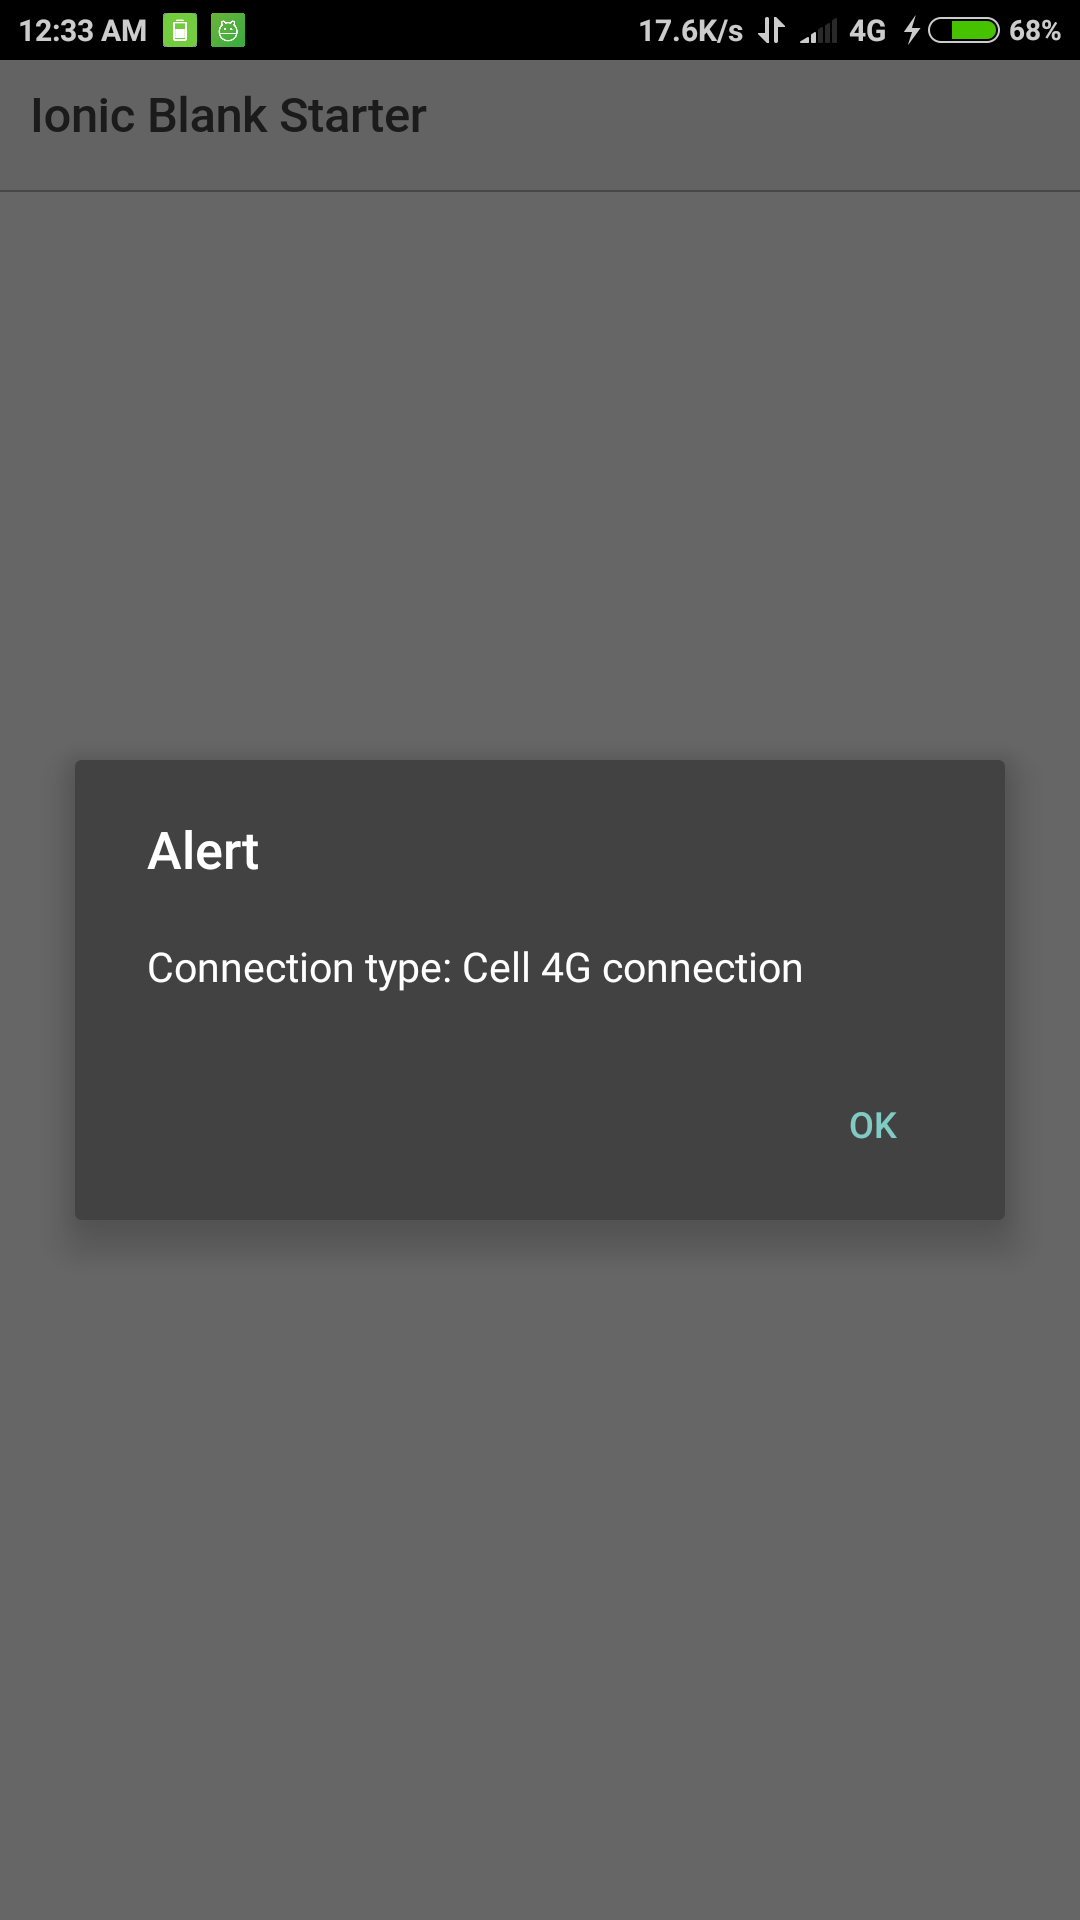 12:33 AM 17.6K/s 4G 68%
Ionic Blank Starter
Alert
Connection type: Cell 4G connection
OK